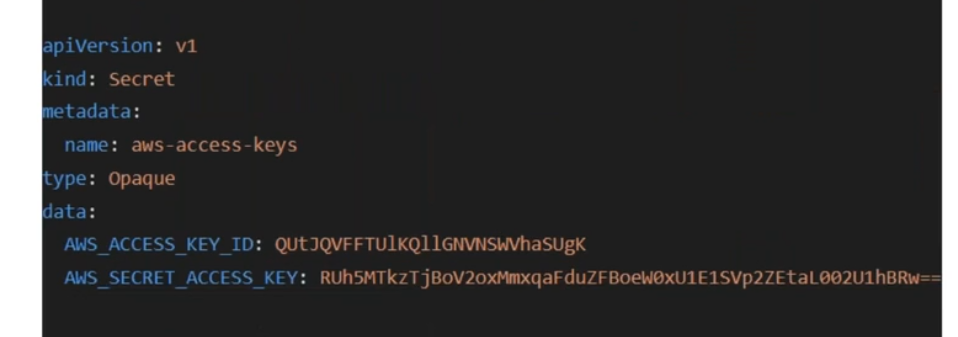 apiVersion: v1
kind: Secret
metadata:
name: aws-access-keys
type: Opaque
data:
AWS_ACCESS_KEY_ID: QUtJQVFFTUlKQllGNVNSWVhaSUgK
AWS_SECRET_ACCESS_KEY: RUh5MTkzTjBoV2oxMmxqaFduZFBoeW0xU1E1SVp2ZEtaL002U1hBRw==